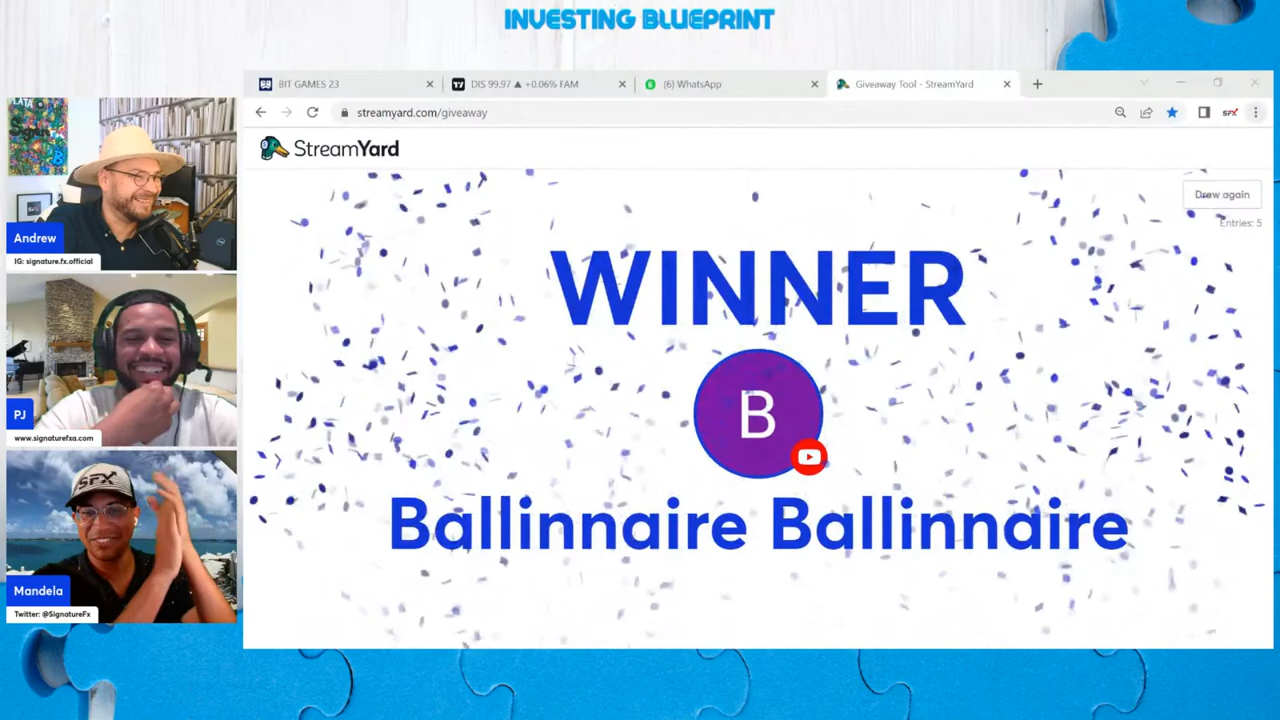 INVESTING BLUEPRINT
BIT GAMES 23
DIS 99.97 ▲ +0.06% FAM
(6) WhatsApp
Giveaway Tool - StreamYard
streamyard.com/giveaway
SFX
StreamYard
Draw again
Entries: 5
WINNER
B
Ballinnaire Ballinnaire
PLATA
Andrew
IG: signature.fx.official
PJ
www.signaturefxa.com
SFX
Mandela
Twitter: @SignatureFx